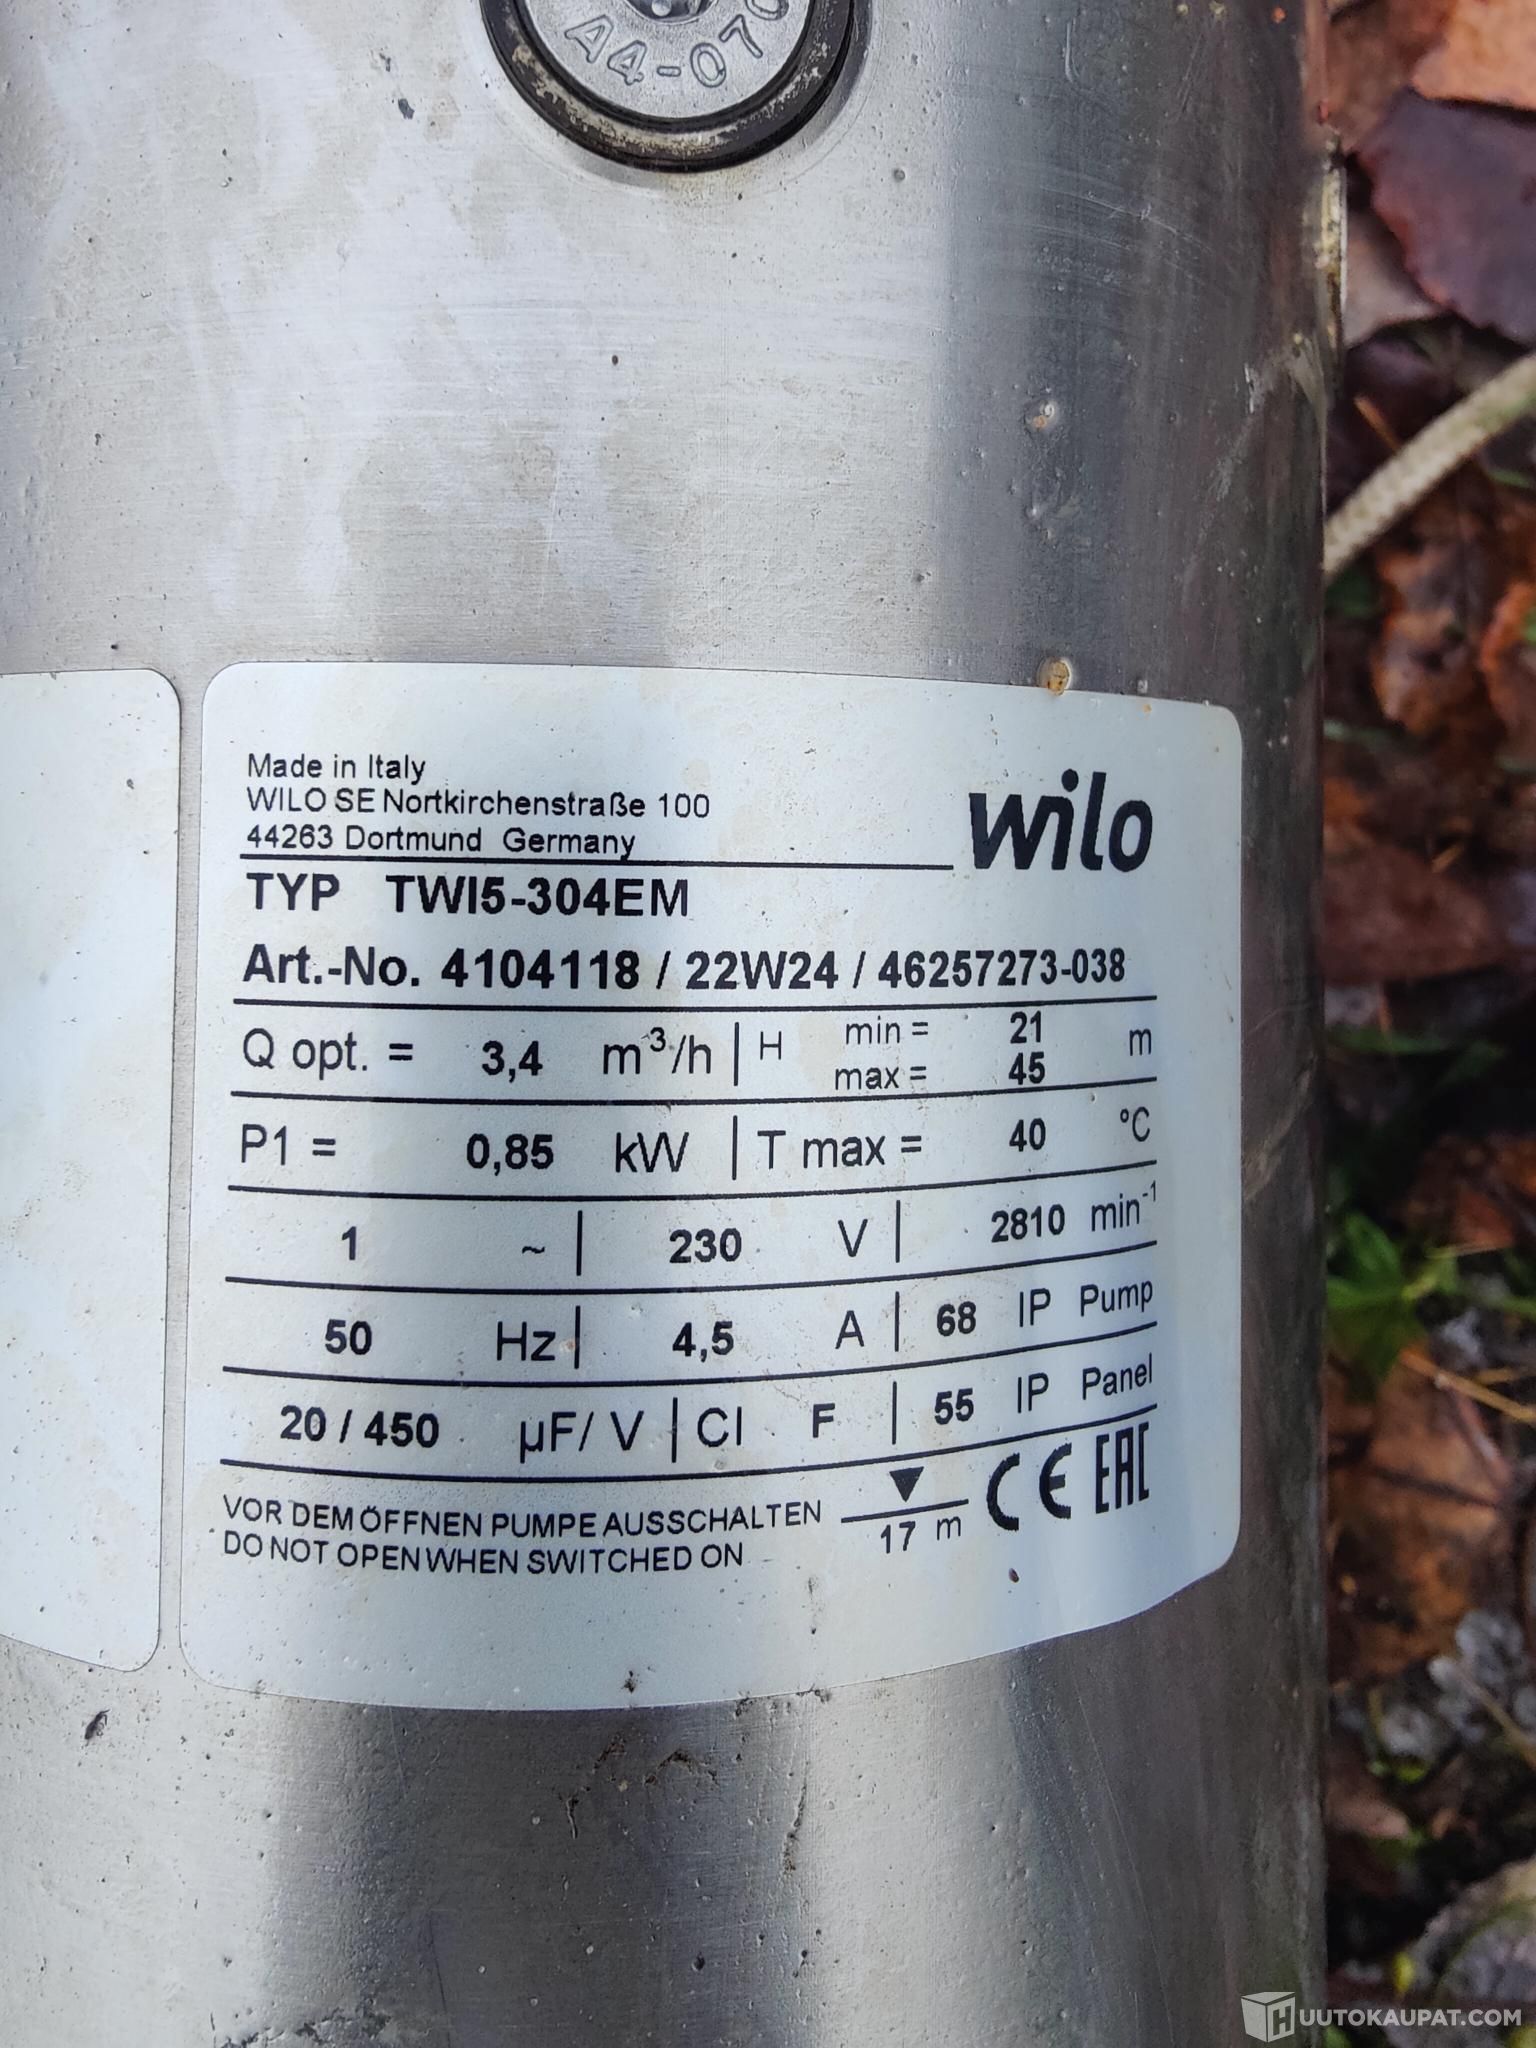 A4-070
Made in Italy
WILO SE Nortkirchenstraße 100
44263 Dortmund Germany
wilo
TYP TWI5-304EM
Art.-No. 4104118 / 22W24 / 46257273-038
Q opt. = 3,4 m³/h | H min = 21 m
max = 45
P1 = 0,85 kW | T max = 40 °C
1 ~ | 230 V | 2810 min⁻¹
50 Hz | 4,5 A | 68 IP Pump
20 / 450 µF/ V | Cl F | 55 IP Panel
VOR DEM ÖFFNEN PUMPE AUSSCHALTEN
DO NOT OPEN WHEN SWITCHED ON
17 m
CE EAC
HUUTOKAUPAT.COM